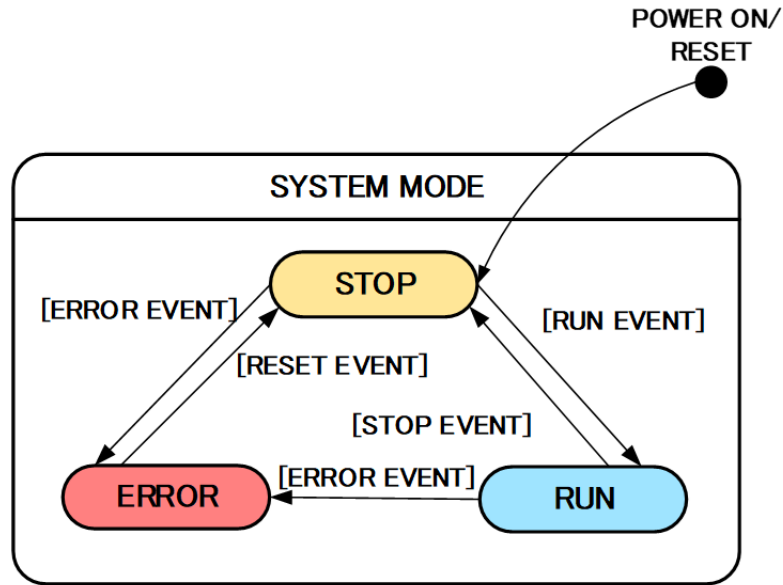 POWER ON/
RESET
SYSTEM MODE
STOP
[ERROR EVENT]
[RUN EVENT]
[RESET EVENT]
[STOP EVENT]
[ERROR EVENT]
ERROR
RUN